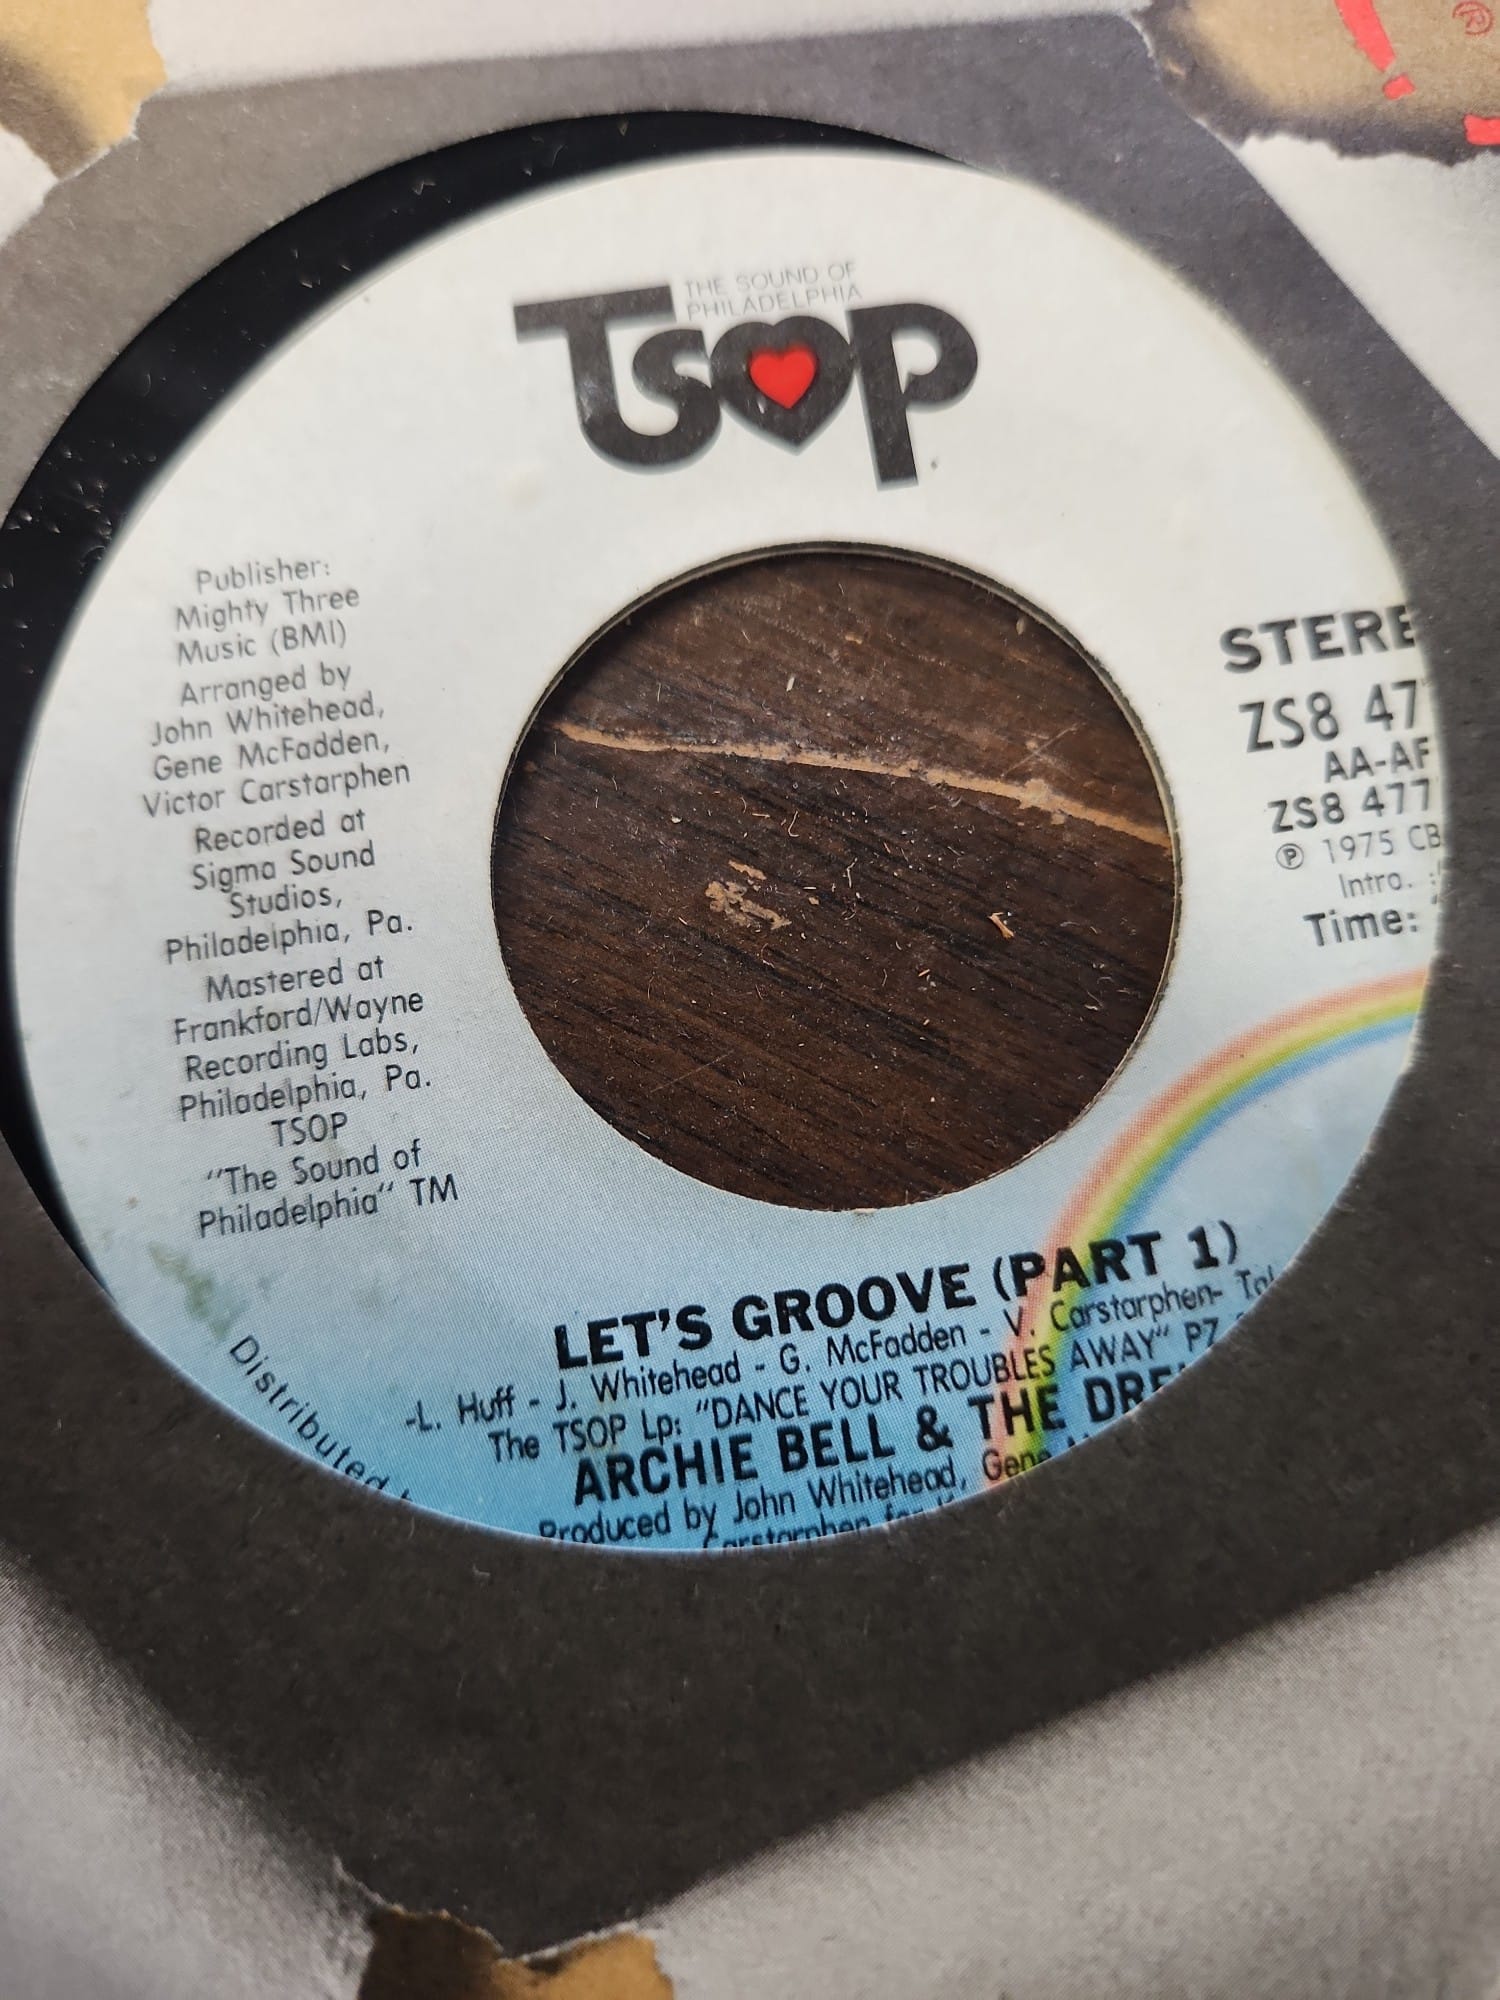 THE SOUND OF
PHILADELPHIA
TSOP
Publisher:
Mighty Three
Music (BMI)
Arranged by
John Whitehead,
Gene McFadden,
Victor Carstarphen
Recorded at
Sigma Sound
Studios,
Philadelphia, Pa.
Mastered at
Frankford/Wayne
Recording Labs,
Philadelphia, Pa.
TSOP
"The Sound of
Philadelphia" TM
STERE
ZS8 47
AA-AF
ZS8 477
℗ 1975 CB
Intro. :
Time:
LET'S GROOVE (PART 1)
-L. Huff - J. Whitehead - G. McFadden - V. Carstarphen-
The TSOP Lp: "DANCE YOUR TROUBLES AWAY" PZ
ARCHIE BELL & THE DRE
Produced by John Whitehead, Gene
Carstarphen for
Distributed
!
®